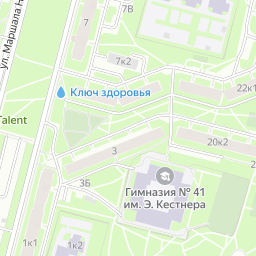 7В
7
ул. Маршала Н
7к2
Ключ здоровья
22к1
Talent
20к2
3
3Б
Гимназия № 41
им. Э. Кестнера
1к1
1к2